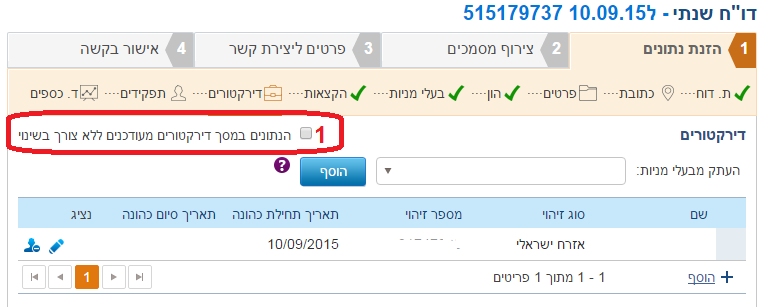 דו"ח שנתי - ל10.09.15 515179737
1 הזנת נתונים 2 צירוף מסמכים 3 פרטים ליצירת קשר 4 אישור בקשה
ת. דוח ···· כתובת ···· פרטים ···· הון ···· בעלי מניות ···· הקצאות ···· דירקטורים ···· תפקידים ···· ד. כספים
1 הנתונים במסך דירקטורים מעודכנים ללא צורך בשינוי
דירקטורים
העתק מבעלי מניות: הוסף ?
שם סוג זיהוי מספר זיהוי תאריך תחילת כהונה תאריך סיום כהונה נציג
אזרח ישראלי 10/09/2015
+ הוסף 1 - 1 מתוך 1 פריטים 1